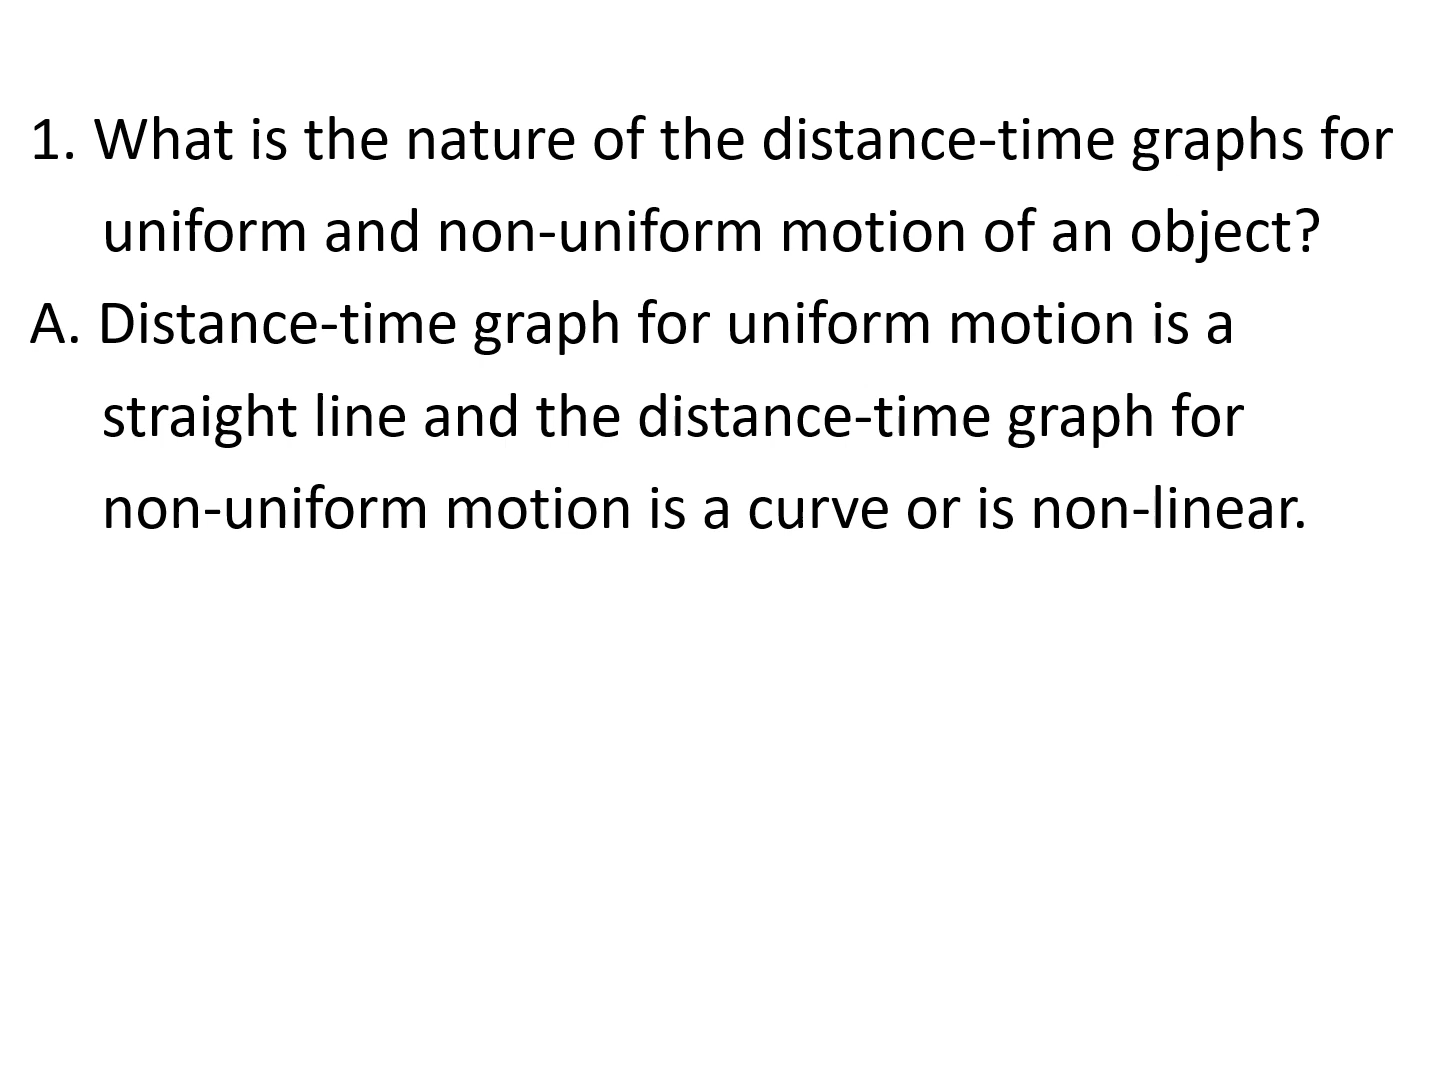 1. What is the nature of the distance-time graphs for
uniform and non-uniform motion of an object?
A. Distance-time graph for uniform motion is a
straight line and the distance-time graph for
non-uniform motion is a curve or is non-linear.